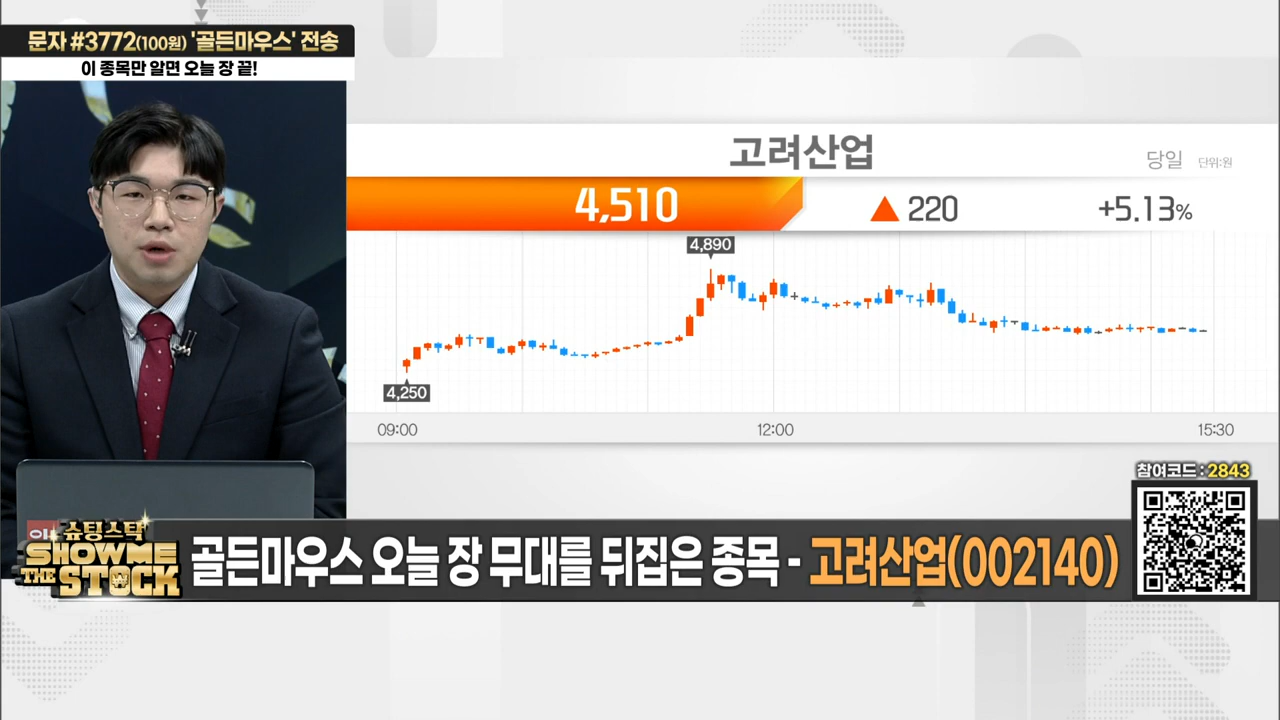 문자 #3772(100원) '골든마우스' 전송
이 종목만 알면 오늘 장 끝!
고려산업
당일 단위:원
4,510 ▲ 220 +5.13%
4,890
4,250
09:00 12:00 15:30
참여코드 : 2843
슈팅스탁
SHOW ME
THE STOCK
골든마우스 오늘 장 무대를 뒤집은 종목 - 고려산업(002140)